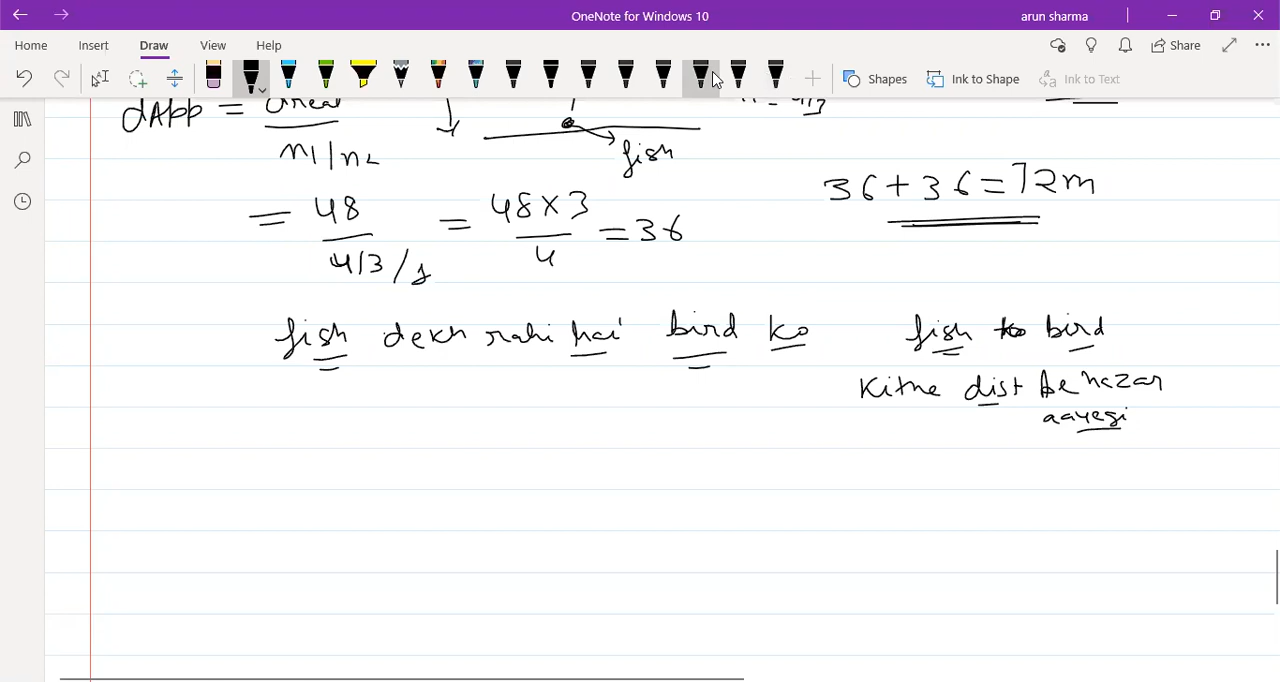 OneNote for Windows 10
arun sharma
Home Insert Draw View Help
Share
Shapes Ink to Shape Ink to Text
dApp = dreal
n1/n2
fish
= 48 = 48 X 3 = 36
4/3/1 4
36 + 36 = 72m
fish dekh rahi hai bird ko
fish ko bird
Kitne dist pe nazar
aayegi